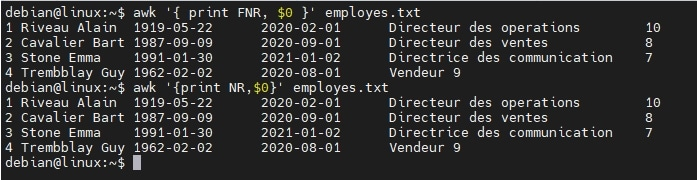 debian@linux:~$ awk '{ print FNR, $0 }' employes.txt
1 Riveau Alain  1919-05-22      2020-02-01      Directeur des operations        10
2 Cavalier Bart 1987-09-09      2020-09-01      Directeur des ventes            8
3 Stone Emma    1991-01-30      2021-01-02      Directrice des communication    7
4 Trembblay Guy 1962-02-02      2020-08-01      Vendeur 9
debian@linux:~$ awk '{print NR,$0}' employes.txt
1 Riveau Alain  1919-05-22      2020-02-01      Directeur des operations        10
2 Cavalier Bart 1987-09-09      2020-09-01      Directeur des ventes            8
3 Stone Emma    1991-01-30      2021-01-02      Directrice des communication    7
4 Trembblay Guy 1962-02-02      2020-08-01      Vendeur 9
debian@linux:~$